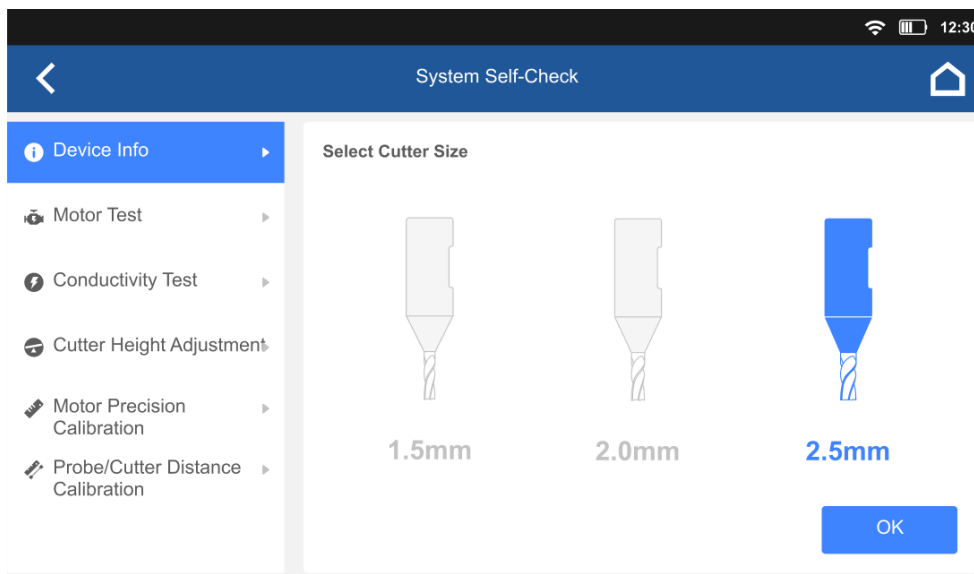 12:30
System Self-Check
Device Info
Motor Test
Conductivity Test
Cutter Height Adjustment
Motor Precision
Calibration
Probe/Cutter Distance
Calibration
Select Cutter Size
1.5mm
2.0mm
2.5mm
OK